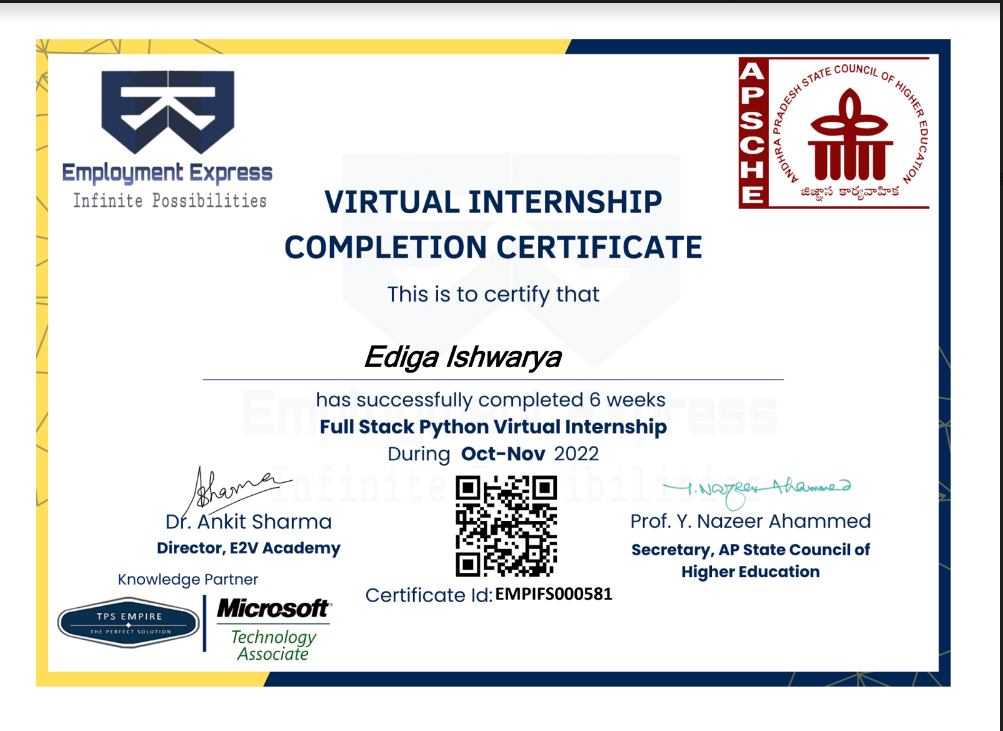 Employment Express
Infinite Possibilities
APSCHE
ANDHRA PRADESH STATE COUNCIL OF HIGHER EDUCATION
జిజ్ఞాస కార్యవాహిక
VIRTUAL INTERNSHIP
COMPLETION CERTIFICATE
This is to certify that
Ediga Ishwarya
has successfully completed 6 weeks
Full Stack Python Virtual Internship
During Oct-Nov 2022
Employment Express
Infinite Possibilities
Asharma
Dr. Ankit Sharma
Director, E2V Academy
Y. Nazeer Ahammed
Prof. Y. Nazeer Ahammed
Secretary, AP State Council of
Higher Education
Knowledge Partner
TPS EMPIRE
THE PERFECT SOLUTION
Microsoft
Technology
Associate
Certificate Id: EMPIFS000581